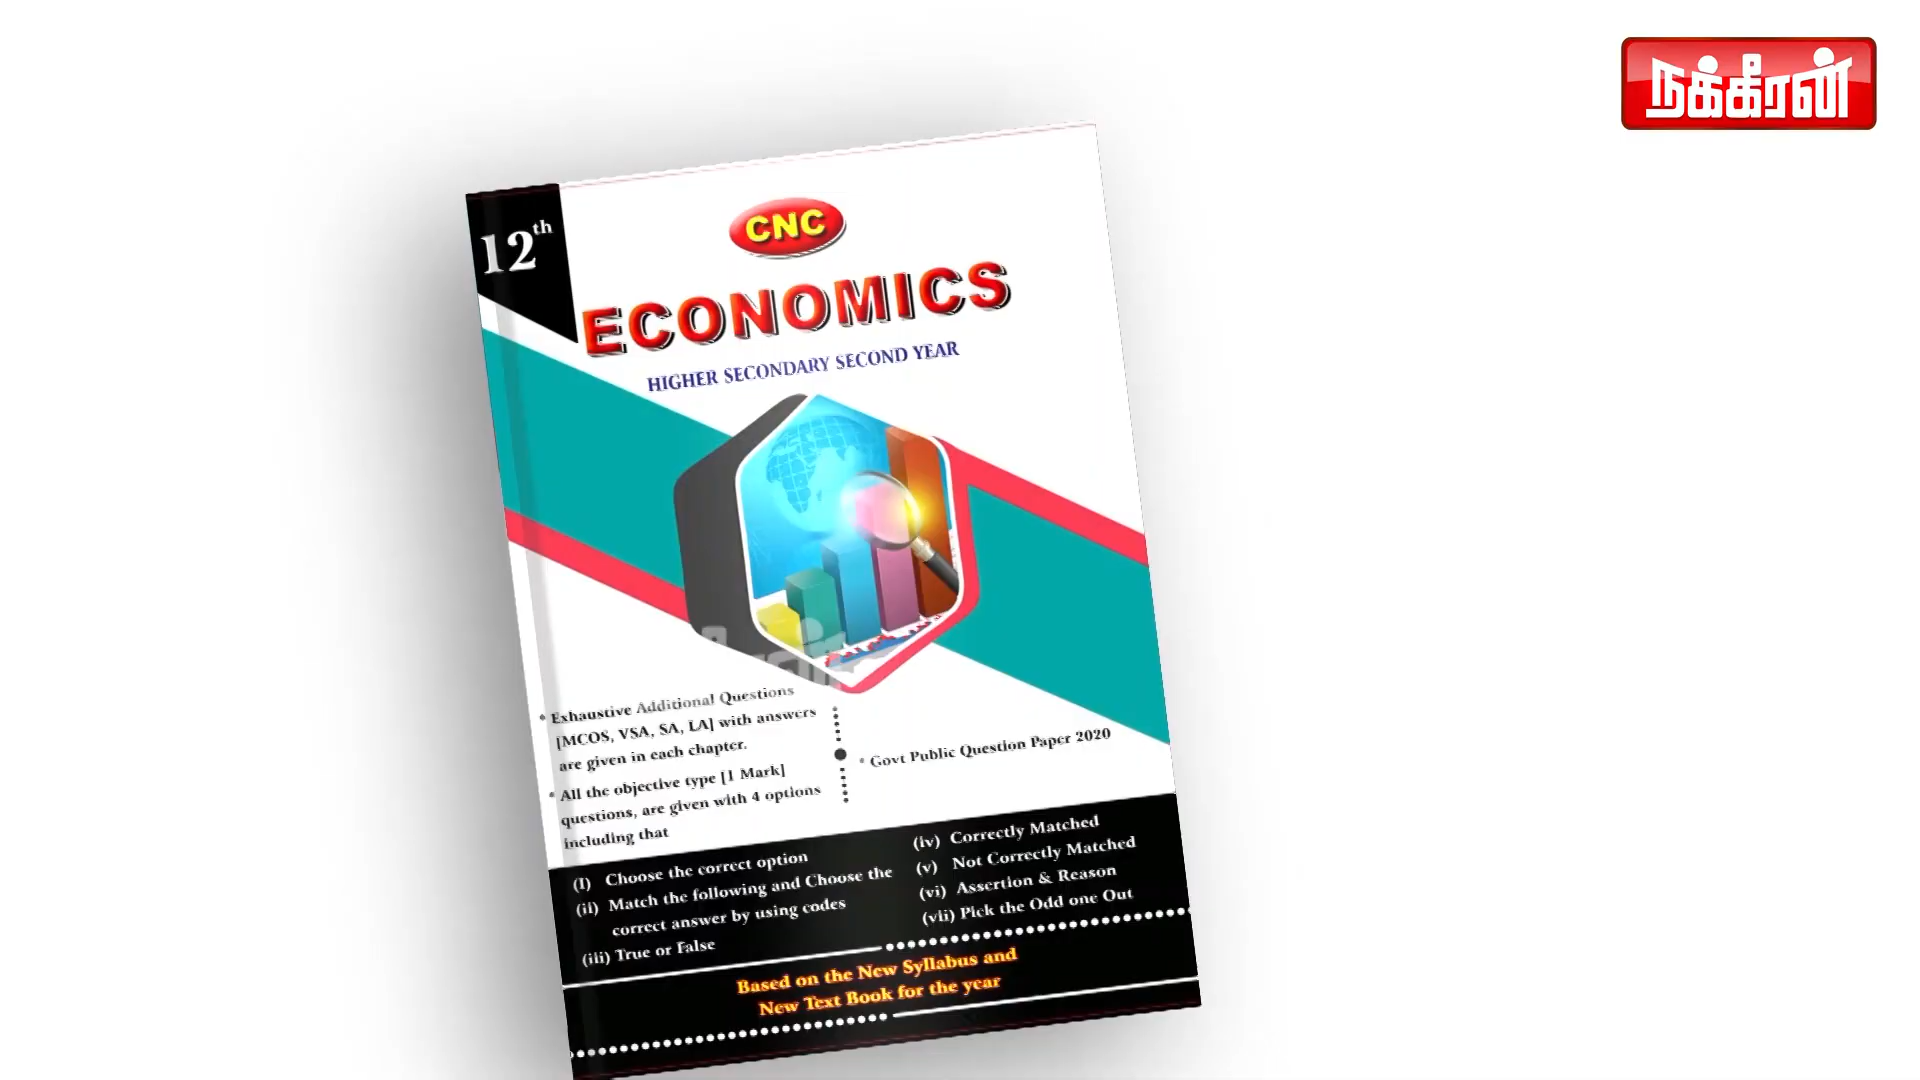 நக்கீரன்
12th
CNC
ECONOMICS
HIGHER SECONDARY SECOND YEAR
• Exhaustive Additional Questions
[MCOS, VSA, SA, LA] with answers
are given in each chapter.
• All the objective type [1 Mark]
questions, are given with 4 options
including that
• Govt Public Question Paper 2020
(I) Choose the correct option
(ii) Match the following and Choose the
correct answer by using codes
(iii) True or False
(iv) Correctly Matched
(v) Not Correctly Matched
(vi) Assertion & Reason
(vii) Pick the Odd one Out
Based on the New Syllabus and
New Text Book for the year